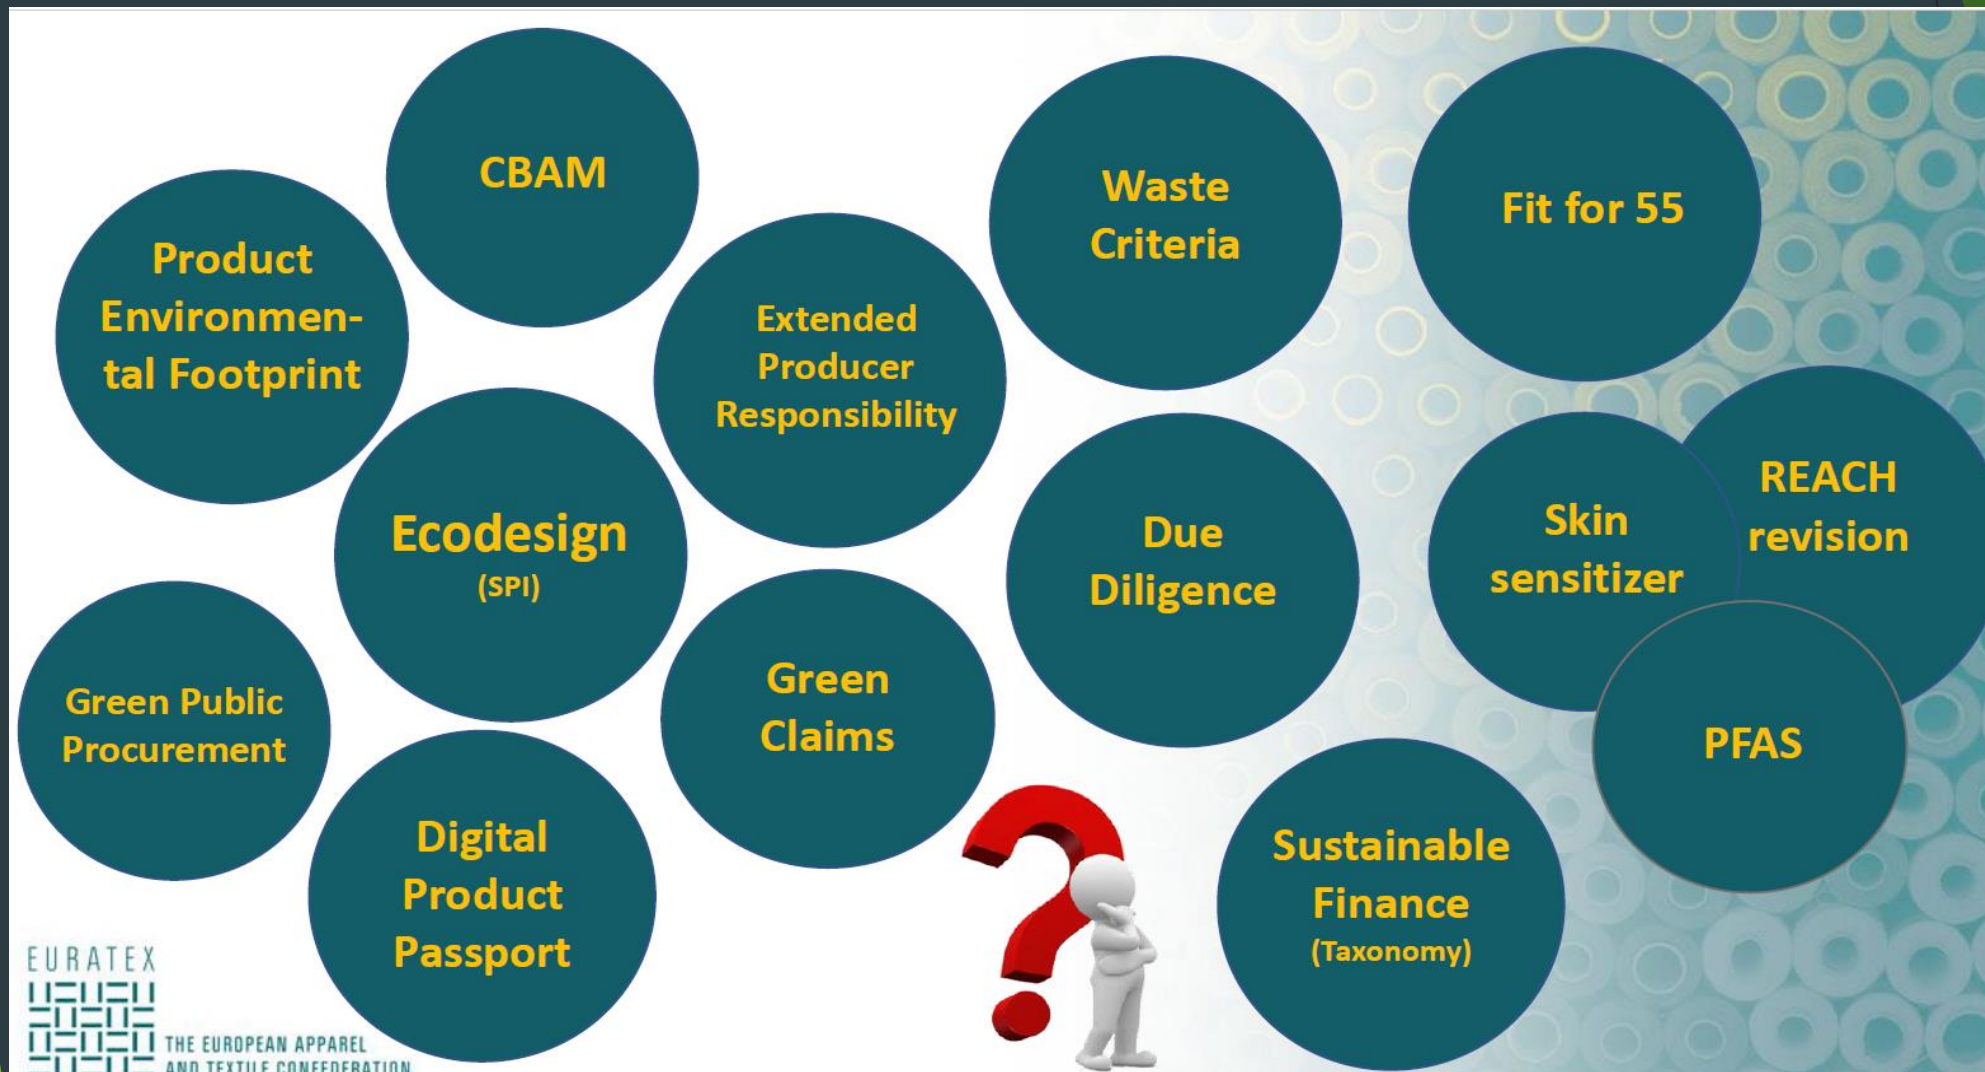 CBAM
Product
Environmen-
tal Footprint
Extended
Producer
Responsibility
Waste
Criteria
Fit for 55
Ecodesign
(SPI)
Due
Diligence
Skin
sensitizer
REACH
revision
Green Public
Procurement
Green
Claims
PFAS
Digital
Product
Passport
Sustainable
Finance
(Taxonomy)
EURATEX
THE EUROPEAN APPAREL
AND TEXTILE CONFEDERATION